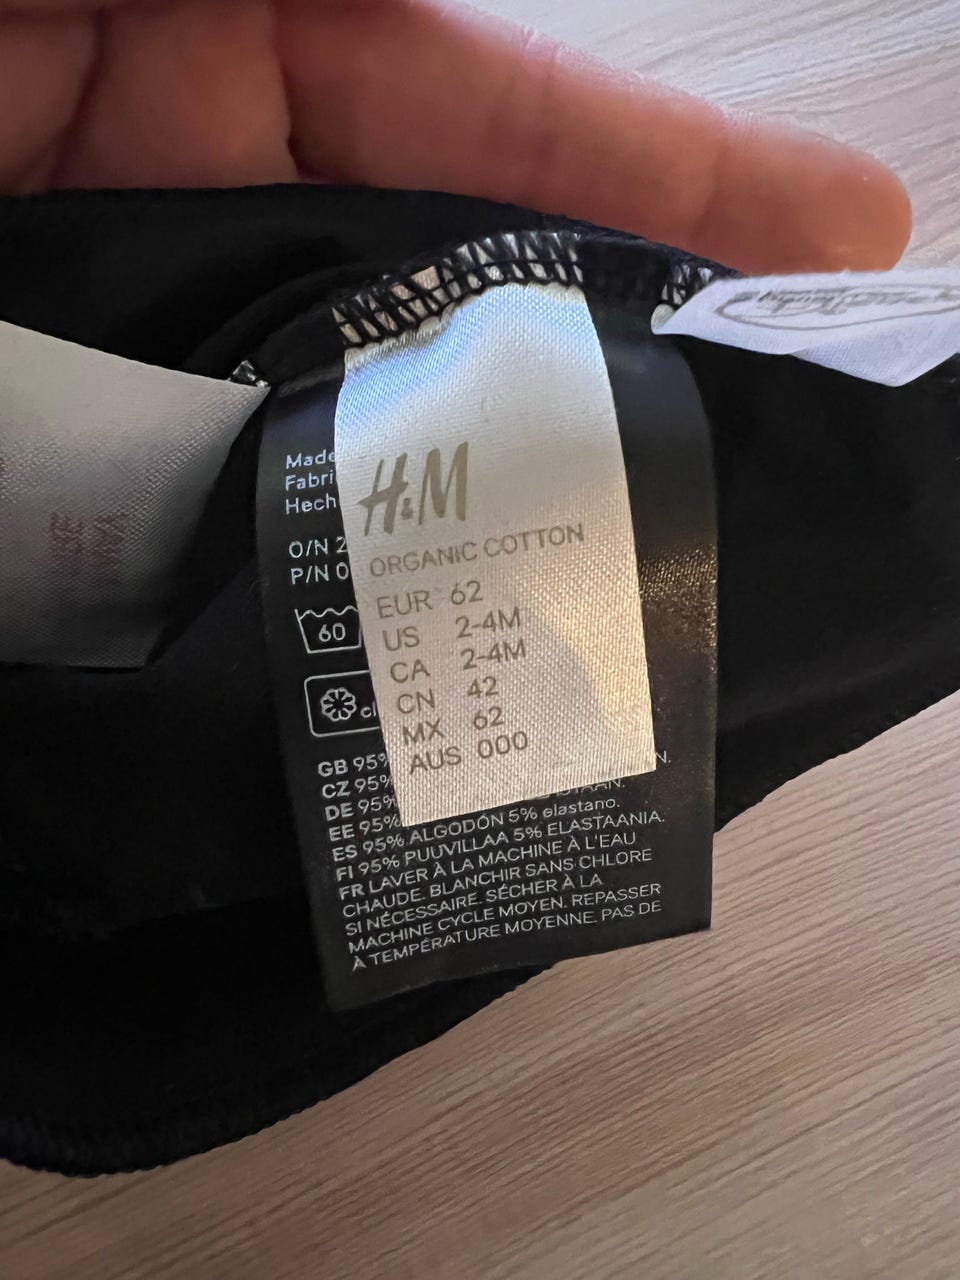 H&M
ORGANIC COTTON
EUR 62
US 2-4M
CA 2-4M
CN 42
MX 62
AUS 000
Made
Fabri
Hech
O/N 2
P/N 0
60
cl
GB 95%
CZ 95%
DE 95%
EE 95%
ES 95% ALGODÓN 5% elastano.
FI 95% PUUVILLAA 5% ELASTAANIA.
FR LAVER À LA MACHINE À L'EAU
CHAUDE. BLANCHIR SANS CHLORE
SI NÉCESSAIRE. SÉCHER À LA
MACHINE CYCLE MOYEN. REPASSER
À TEMPÉRATURE MOYENNE. PAS DE